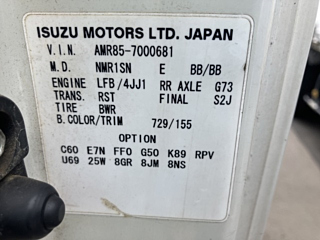 ISUZU MOTORS LTD. JAPAN
V.I.N. AMR85-7000681
M.D. NMR1SN E BB/BB
ENGINE LFB/4JJ1 RR AXLE G73
TRANS. RST FINAL S2J
TIRE BWR
B.COLOR/TRIM 729/155
OPTION
C60 E7N FF0 G50 K89 RPV
U69 25W 8GR 8JM 8NS